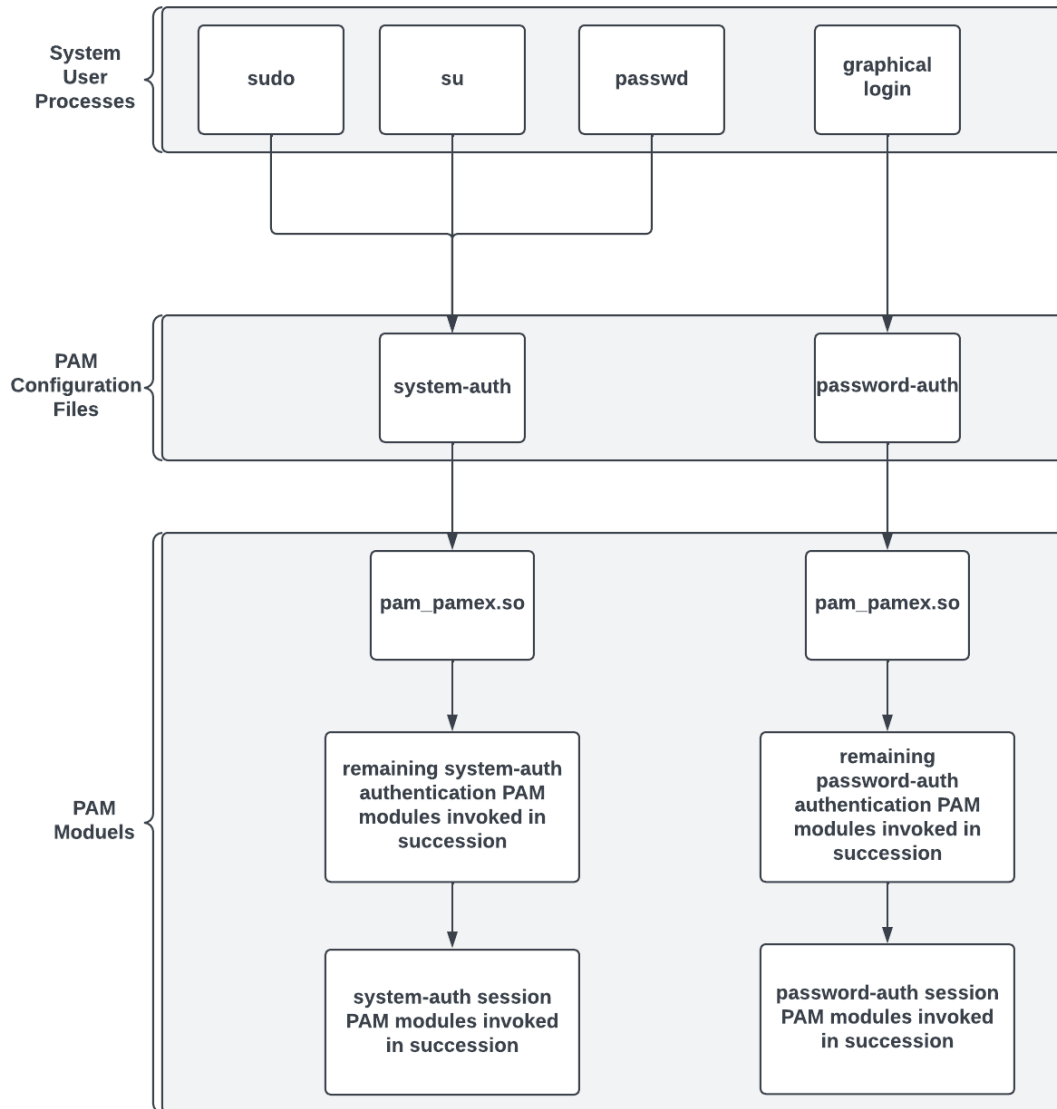 System
User
Processes
sudo
su
passwd
graphical
login
PAM
Configuration
Files
system-auth
password-auth
PAM
Moduels
pam_pamex.so
pam_pamex.so
remaining system-auth
authentication PAM
modules invoked in
succession
remaining
password-auth
authentication PAM
modules invoked in
succession
system-auth session
PAM modules invoked
in succession
password-auth session
PAM modules invoked
in succession